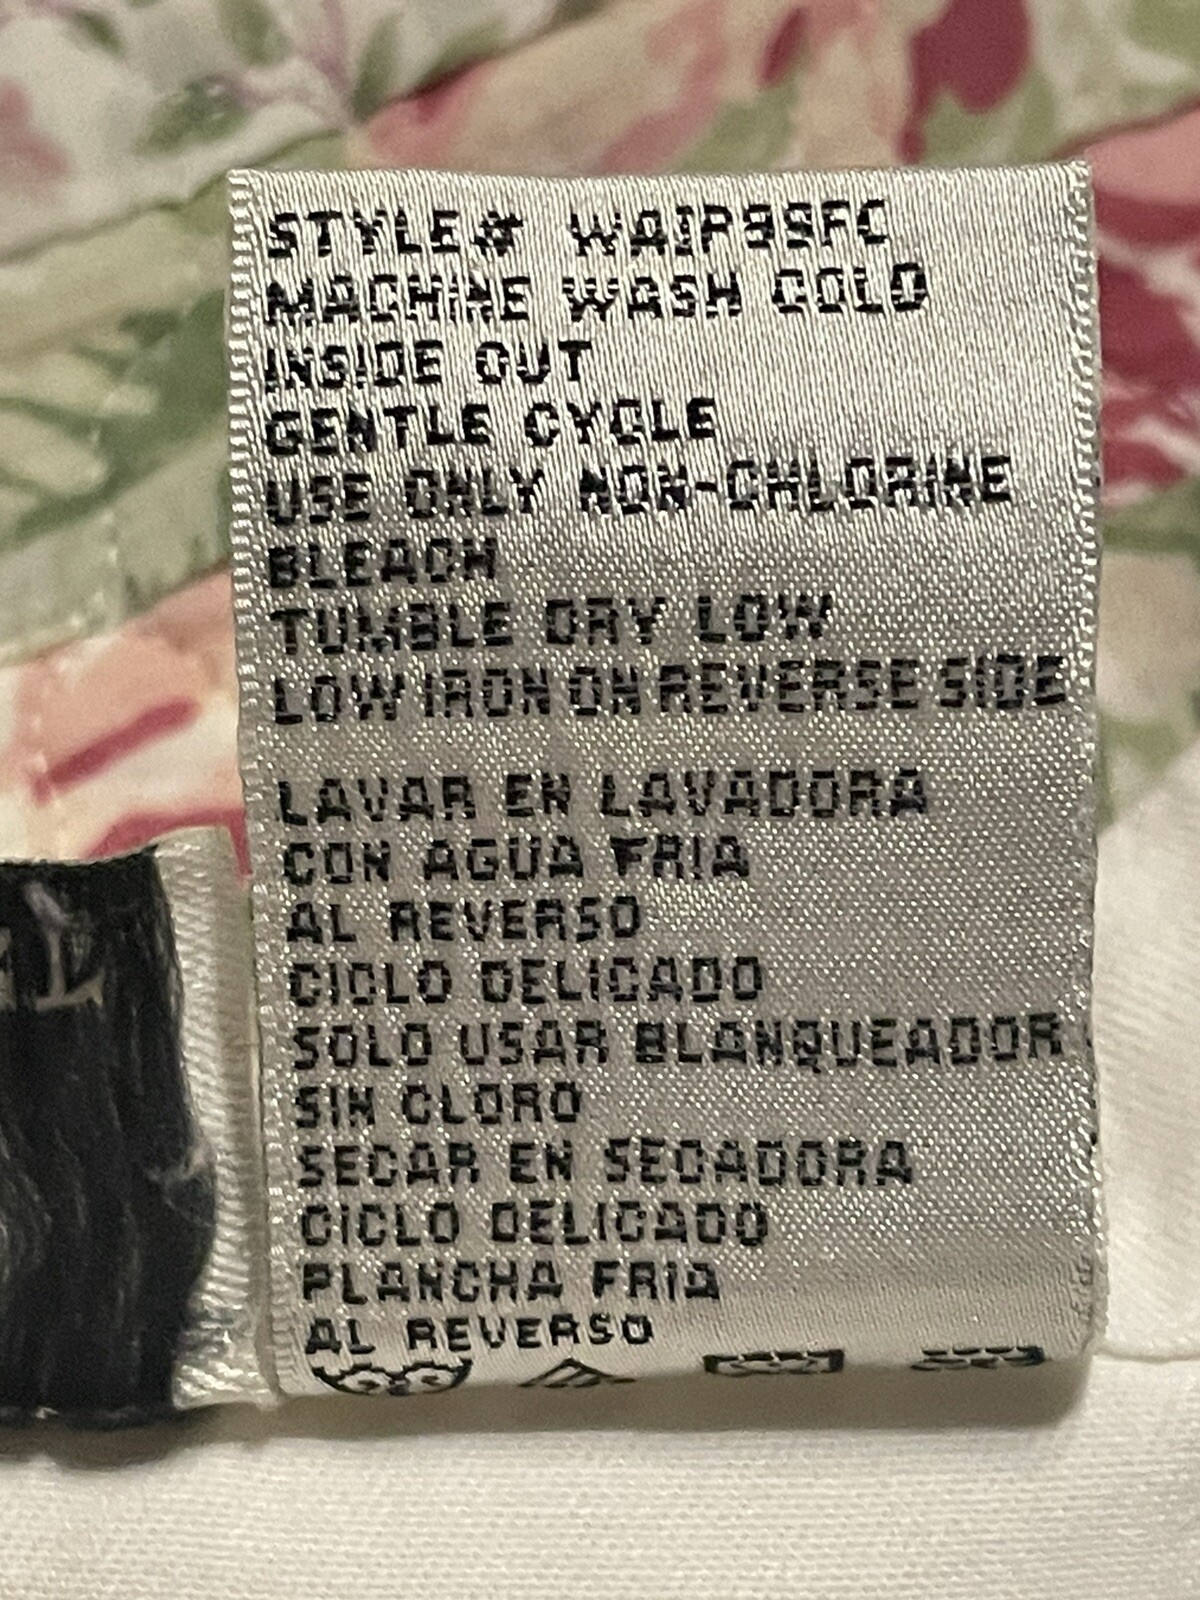 STYLE# WAIP39FC
MACHINE WASH COLD
INSIDE OUT
GENTLE CYCLE
USE ONLY NON-CHLORINE
BLEACH
TUMBLE DRY LOW
LOW IRON ON REVERSE SIDE
LAVAR EN LAVADORA
CON AGUA FRIA
AL REVERSO
CICLO DELICADO
SOLO USAR BLANQUEADOR
SIN CLORO
SECAR EN SECADORA
CICLO DELICADO
PLANCHA FRIA
AL REVERSO